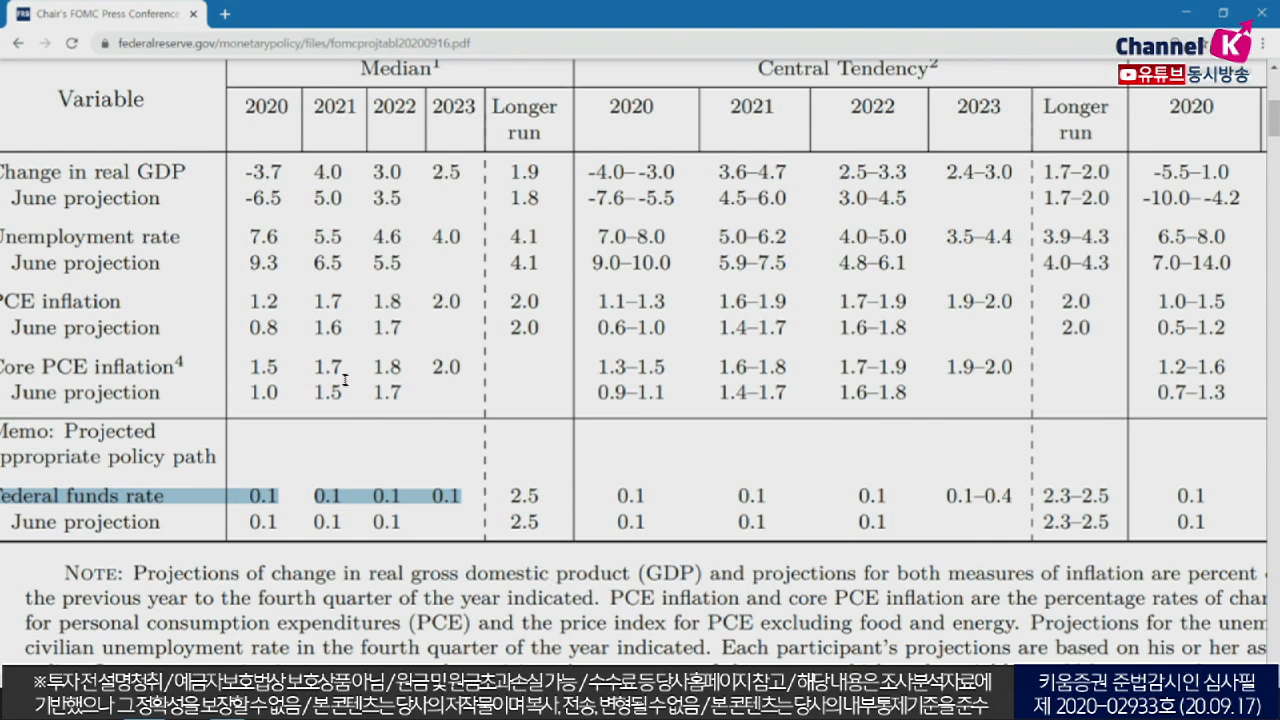 Chair's FOMC Press Conference
federalreserve.gov/monetarypolicy/files/fomcprojtabl20200916.pdf
Channel K
유튜브동시방송
Variable Median¹ Central Tendency²
2020 2021 2022 2023 Longer run 2020 2021 2022 2023 Longer run 2020
Change in real GDP -3.7 4.0 3.0 2.5 1.9 -4.0– -3.0 3.6–4.7 2.5–3.3 2.4–3.0 1.7–2.0 -5.5–1.0
June projection -6.5 5.0 3.5 1.8 -7.6– -5.5 4.5–6.0 3.0–4.5 1.7–2.0 -10.0– -4.2
Unemployment rate 7.6 5.5 4.6 4.0 4.1 7.0–8.0 5.0–6.2 4.0–5.0 3.5–4.4 3.9–4.3 6.5–8.0
June projection 9.3 6.5 5.5 4.1 9.0–10.0 5.9–7.5 4.8–6.1 4.0–4.3 7.0–14.0
PCE inflation 1.2 1.7 1.8 2.0 2.0 1.1–1.3 1.6–1.9 1.7–1.9 1.9–2.0 2.0 1.0–1.5
June projection 0.8 1.6 1.7 2.0 0.6–1.0 1.4–1.7 1.6–1.8 2.0 0.5–1.2
Core PCE inflation⁴ 1.5 1.7 1.8 2.0 1.3–1.5 1.6–1.8 1.7–1.9 1.9–2.0 1.2–1.6
June projection 1.0 1.5 1.7 0.9–1.1 1.4–1.7 1.6–1.8 0.7–1.3
Memo: Projected
appropriate policy path
Federal funds rate 0.1 0.1 0.1 0.1 2.5 0.1 0.1 0.1 0.1–0.4 2.3–2.5 0.1
June projection 0.1 0.1 0.1 2.5 0.1 0.1 0.1 2.3–2.5 0.1
NOTE: Projections of change in real gross domestic product (GDP) and projections for both measures of inflation are percent
the previous year to the fourth quarter of the year indicated. PCE inflation and core PCE inflation are the percentage rates of char
for personal consumption expenditures (PCE) and the price index for PCE excluding food and energy. Projections for the unem
civilian unemployment rate in the fourth quarter of the year indicated. Each participant's projections are based on his or her as
※투자 전 설명청취 / 예금자보호법상 보호상품 아님 / 원금 및 원금초과손실 가능 / 수수료 등 당사홈페이지 참고 / 해당 내용은 조사분석자료에
기반했으나 그 정확성을 보장할 수 없음 / 본 콘텐츠는 당사의 저작물이며 복사, 전송, 변형될 수 없음 / 본 콘텐츠는 당사의 내부통제기준을 준수
키움증권 준법감시인 심사필
제 2020-02933호 (20.09.17)